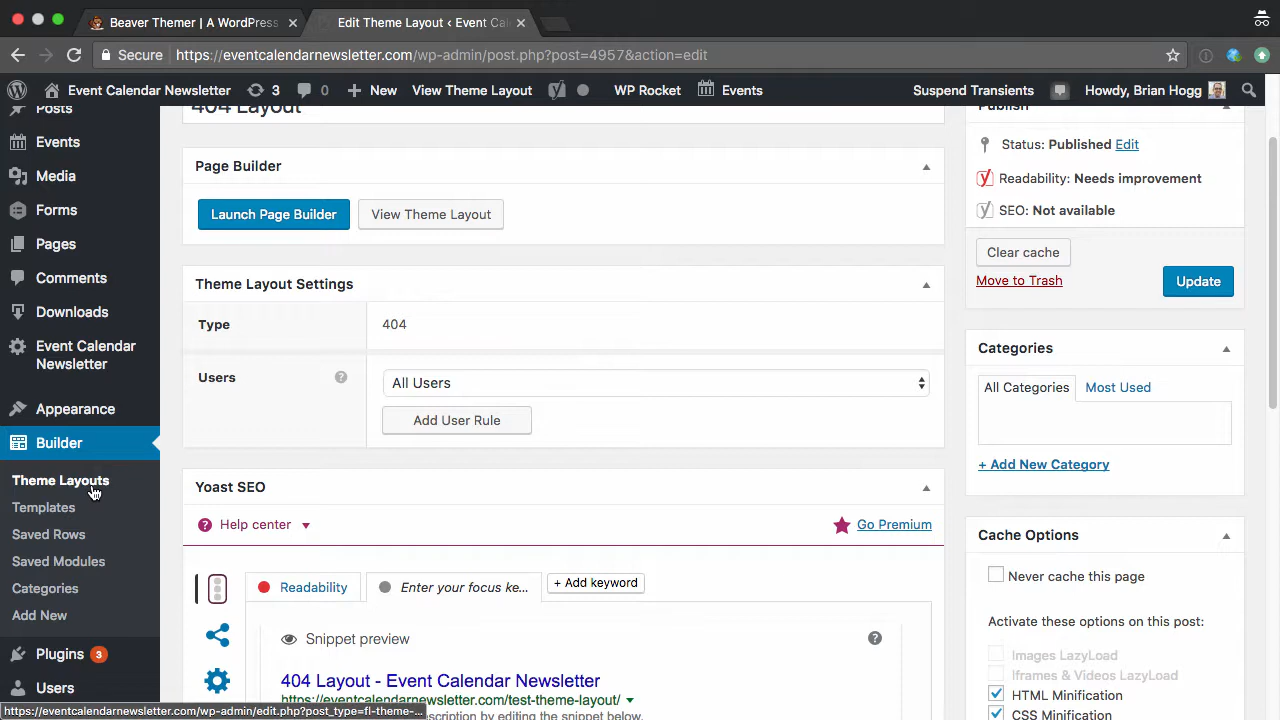 Beaver Themer | A WordPress
Edit Theme Layout ‹ Event Cal
Secure
https://eventcalendarnewsletter.com/wp-admin/post.php?post=4957&action=edit
Event Calendar Newsletter
3
0
New
View Theme Layout
WP Rocket
Events
Suspend Transients
Howdy, Brian Hogg
Posts
Events
Media
Forms
Pages
Comments
Downloads
Event Calendar
Newsletter
Appearance
Builder
Theme Layouts
Templates
Saved Rows
Saved Modules
Categories
Add New
Plugins 3
Users
https://eventcalendarnewsletter.com/wp-admin/edit.php?post_type=fl-theme-...
404 Layout
Page Builder
Launch Page Builder
View Theme Layout
Theme Layout Settings
Type
404
Users
?
All Users
Add User Rule
Yoast SEO
? Help center
Go Premium
Readability
Enter your focus ke...
+ Add keyword
Snippet preview
?
404 Layout - Event Calendar Newsletter
https://eventcalendarnewsletter.com/test-theme-layout/
description by editing the snippet below.
Publish
Status: Published Edit
Readability: Needs improvement
SEO: Not available
Clear cache
Move to Trash
Update
Categories
All Categories
Most Used
+ Add New Category
Cache Options
Never cache this page
Activate these options on this post:
Images LazyLoad
Iframes & Videos LazyLoad
HTML Minification
CSS Minification